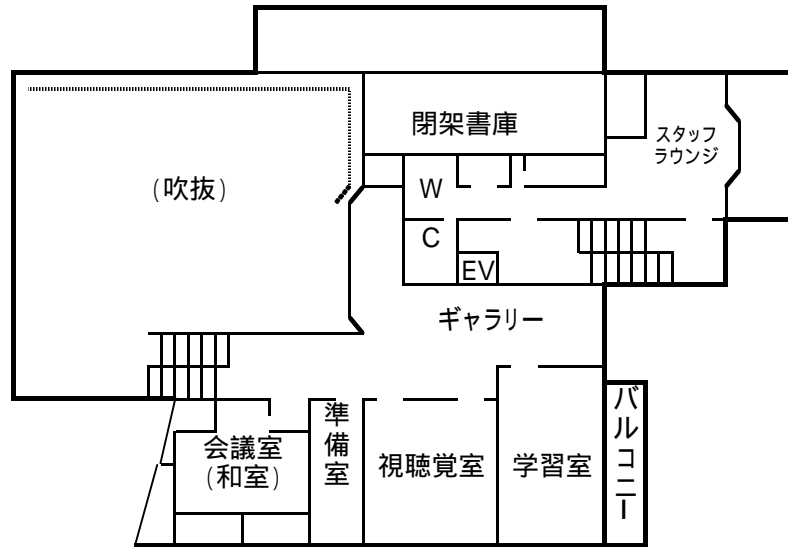 閉架書庫
スタッフ
ラウンジ
(吹抜)
W
C
EV
ギャラリー
準備室
会議室
(和室)
視聴覚室
学習室
バルコニー